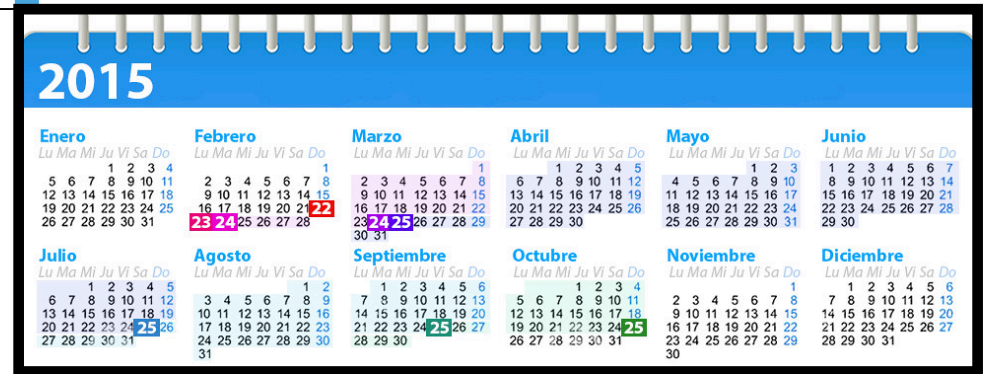 2015
Enero
Lu Ma Mi Ju Vi Sa Do
1 2 3 4
5 6 7 8 9 10 11
12 13 14 15 16 17 18
19 20 21 22 23 24 25
26 27 28 29 30 31
Febrero
Lu Ma Mi Ju Vi Sa Do
1
2 3 4 5 6 7 8
9 10 11 12 13 14 15
16 17 18 19 20 21 22
23 24 25 26 27 28
Marzo
Lu Ma Mi Ju Vi Sa Do
1
2 3 4 5 6 7 8
9 10 11 12 13 14 15
16 17 18 19 20 21 22
23 24 25 26 27 28 29
30 31
Abril
Lu Ma Mi Ju Vi Sa Do
1 2 3 4 5
6 7 8 9 10 11 12
13 14 15 16 17 18 19
20 21 22 23 24 25 26
27 28 29 30
Mayo
Lu Ma Mi Ju Vi Sa Do
1 2 3
4 5 6 7 8 9 10
11 12 13 14 15 16 17
18 19 20 21 22 23 24
25 26 27 28 29 30 31
Junio
Lu Ma Mi Ju Vi Sa Do
1 2 3 4 5 6 7
8 9 10 11 12 13 14
15 16 17 18 19 20 21
22 23 24 25 26 27 28
29 30
Julio
Lu Ma Mi Ju Vi Sa Do
1 2 3 4 5
6 7 8 9 10 11 12
13 14 15 16 17 18 19
20 21 22 23 24 25 26
27 28 29 30 31
Agosto
Lu Ma Mi Ju Vi Sa Do
1 2
3 4 5 6 7 8 9
10 11 12 13 14 15 16
17 18 19 20 21 22 23
24 25 26 27 28 29 30
31
Septiembre
Lu Ma Mi Ju Vi Sa Do
1 2 3 4 5 6
7 8 9 10 11 12 13
14 15 16 17 18 19 20
21 22 23 24 25 26 27
28 29 30
Octubre
Lu Ma Mi Ju Vi Sa Do
1 2 3 4
5 6 7 8 9 10 11
12 13 14 15 16 17 18
19 20 21 22 23 24 25
26 27 28 29 30 31
Noviembre
Lu Ma Mi Ju Vi Sa Do
1
2 3 4 5 6 7 8
9 10 11 12 13 14 15
16 17 18 19 20 21 22
23 24 25 26 27 28 29
30
Diciembre
Lu Ma Mi Ju Vi Sa Do
1 2 3 4 5 6
7 8 9 10 11 12 13
14 15 16 17 18 19 20
21 22 23 24 25 26 27
28 29 30 31